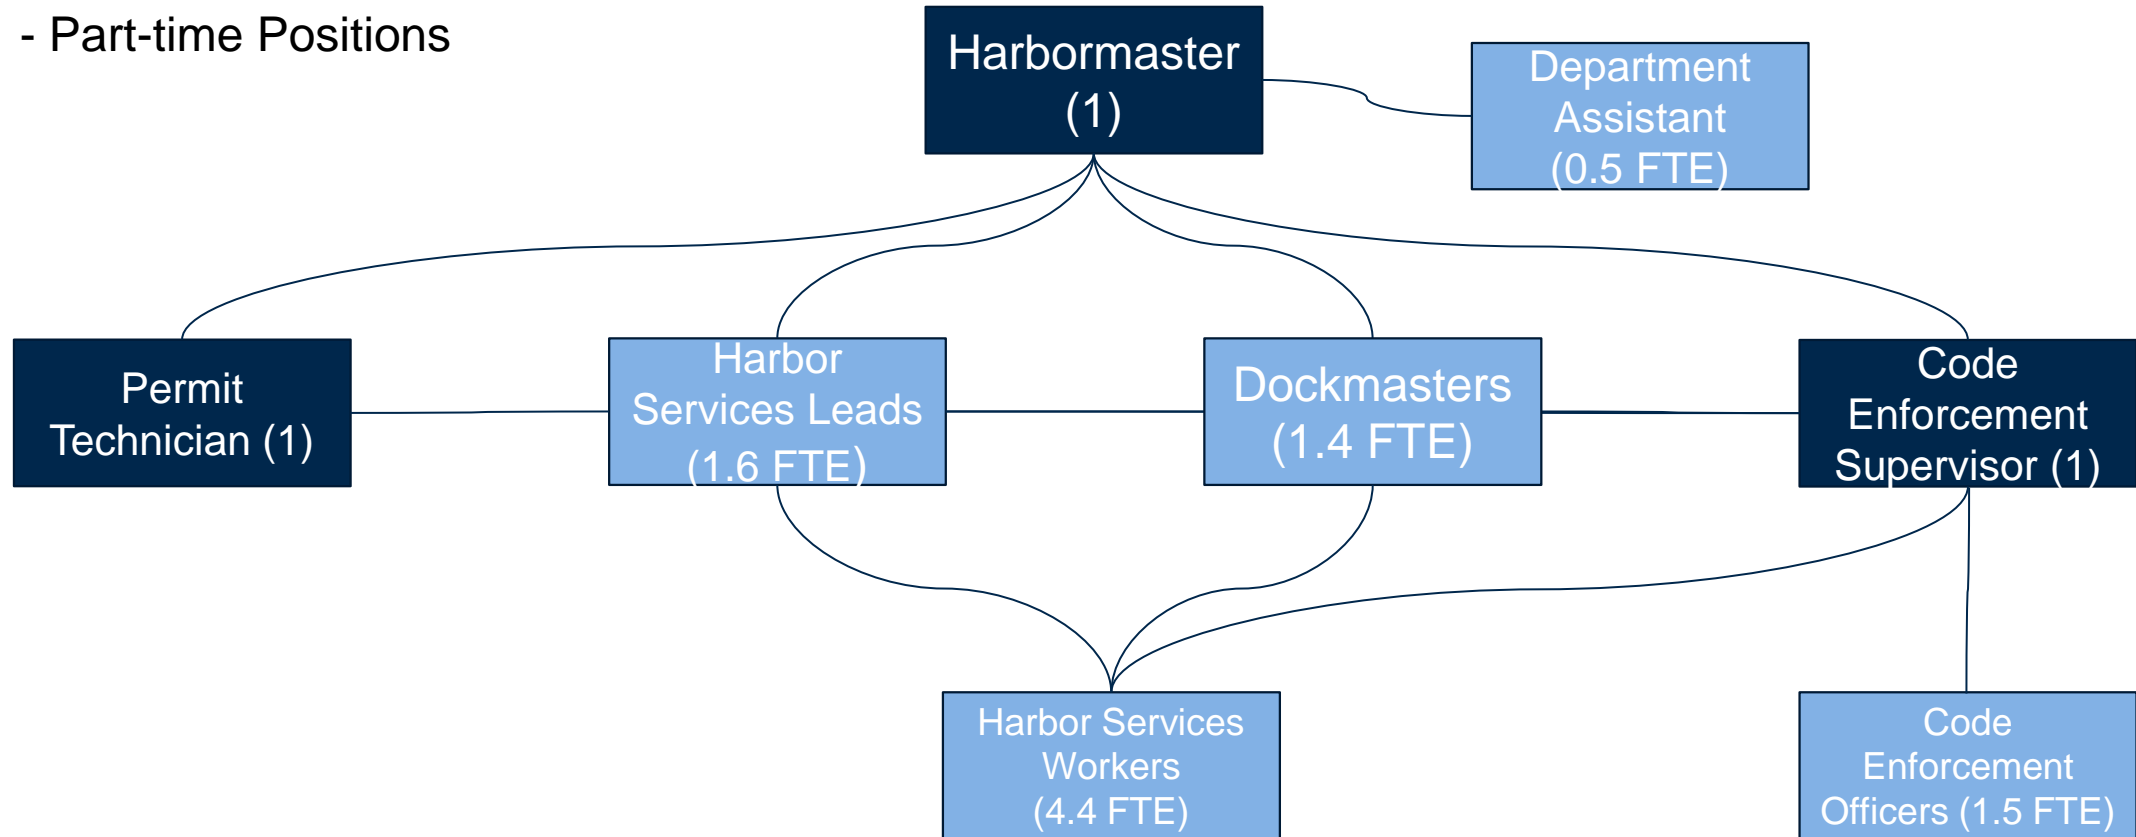 - Part-time Positions
Harbormaster
(1)
Department
Assistant
(0.5 FTE)
Permit
Technician (1)
Harbor
Services Leads
(1.6 FTE)
Dockmasters
(1.4 FTE)
Code
Enforcement
Supervisor (1)
Harbor Services
Workers
(4.4 FTE)
Code
Enforcement
Officers (1.5 FTE)